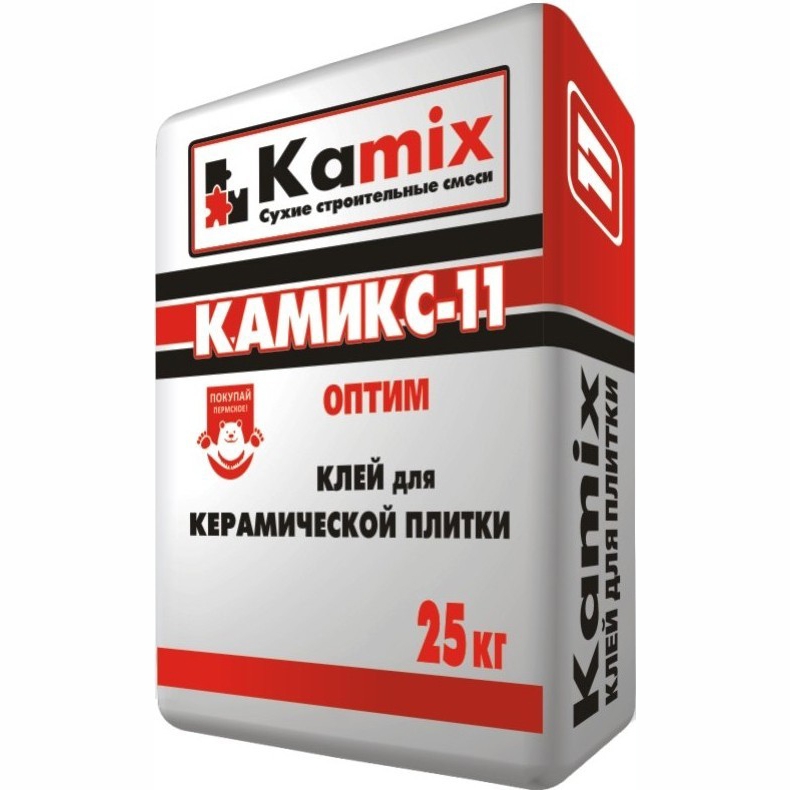 Kamix
Сухие строительные смеси
КАМИКС-11
ПОКУПАЙ
ПЕРМСКОЕ!
ОПТИМ
КЛЕЙ для
КЕРАМИЧЕСКОЙ ПЛИТКИ
25кг
11
Kamix
КЛЕЙ ДЛЯ ПЛИТКИ